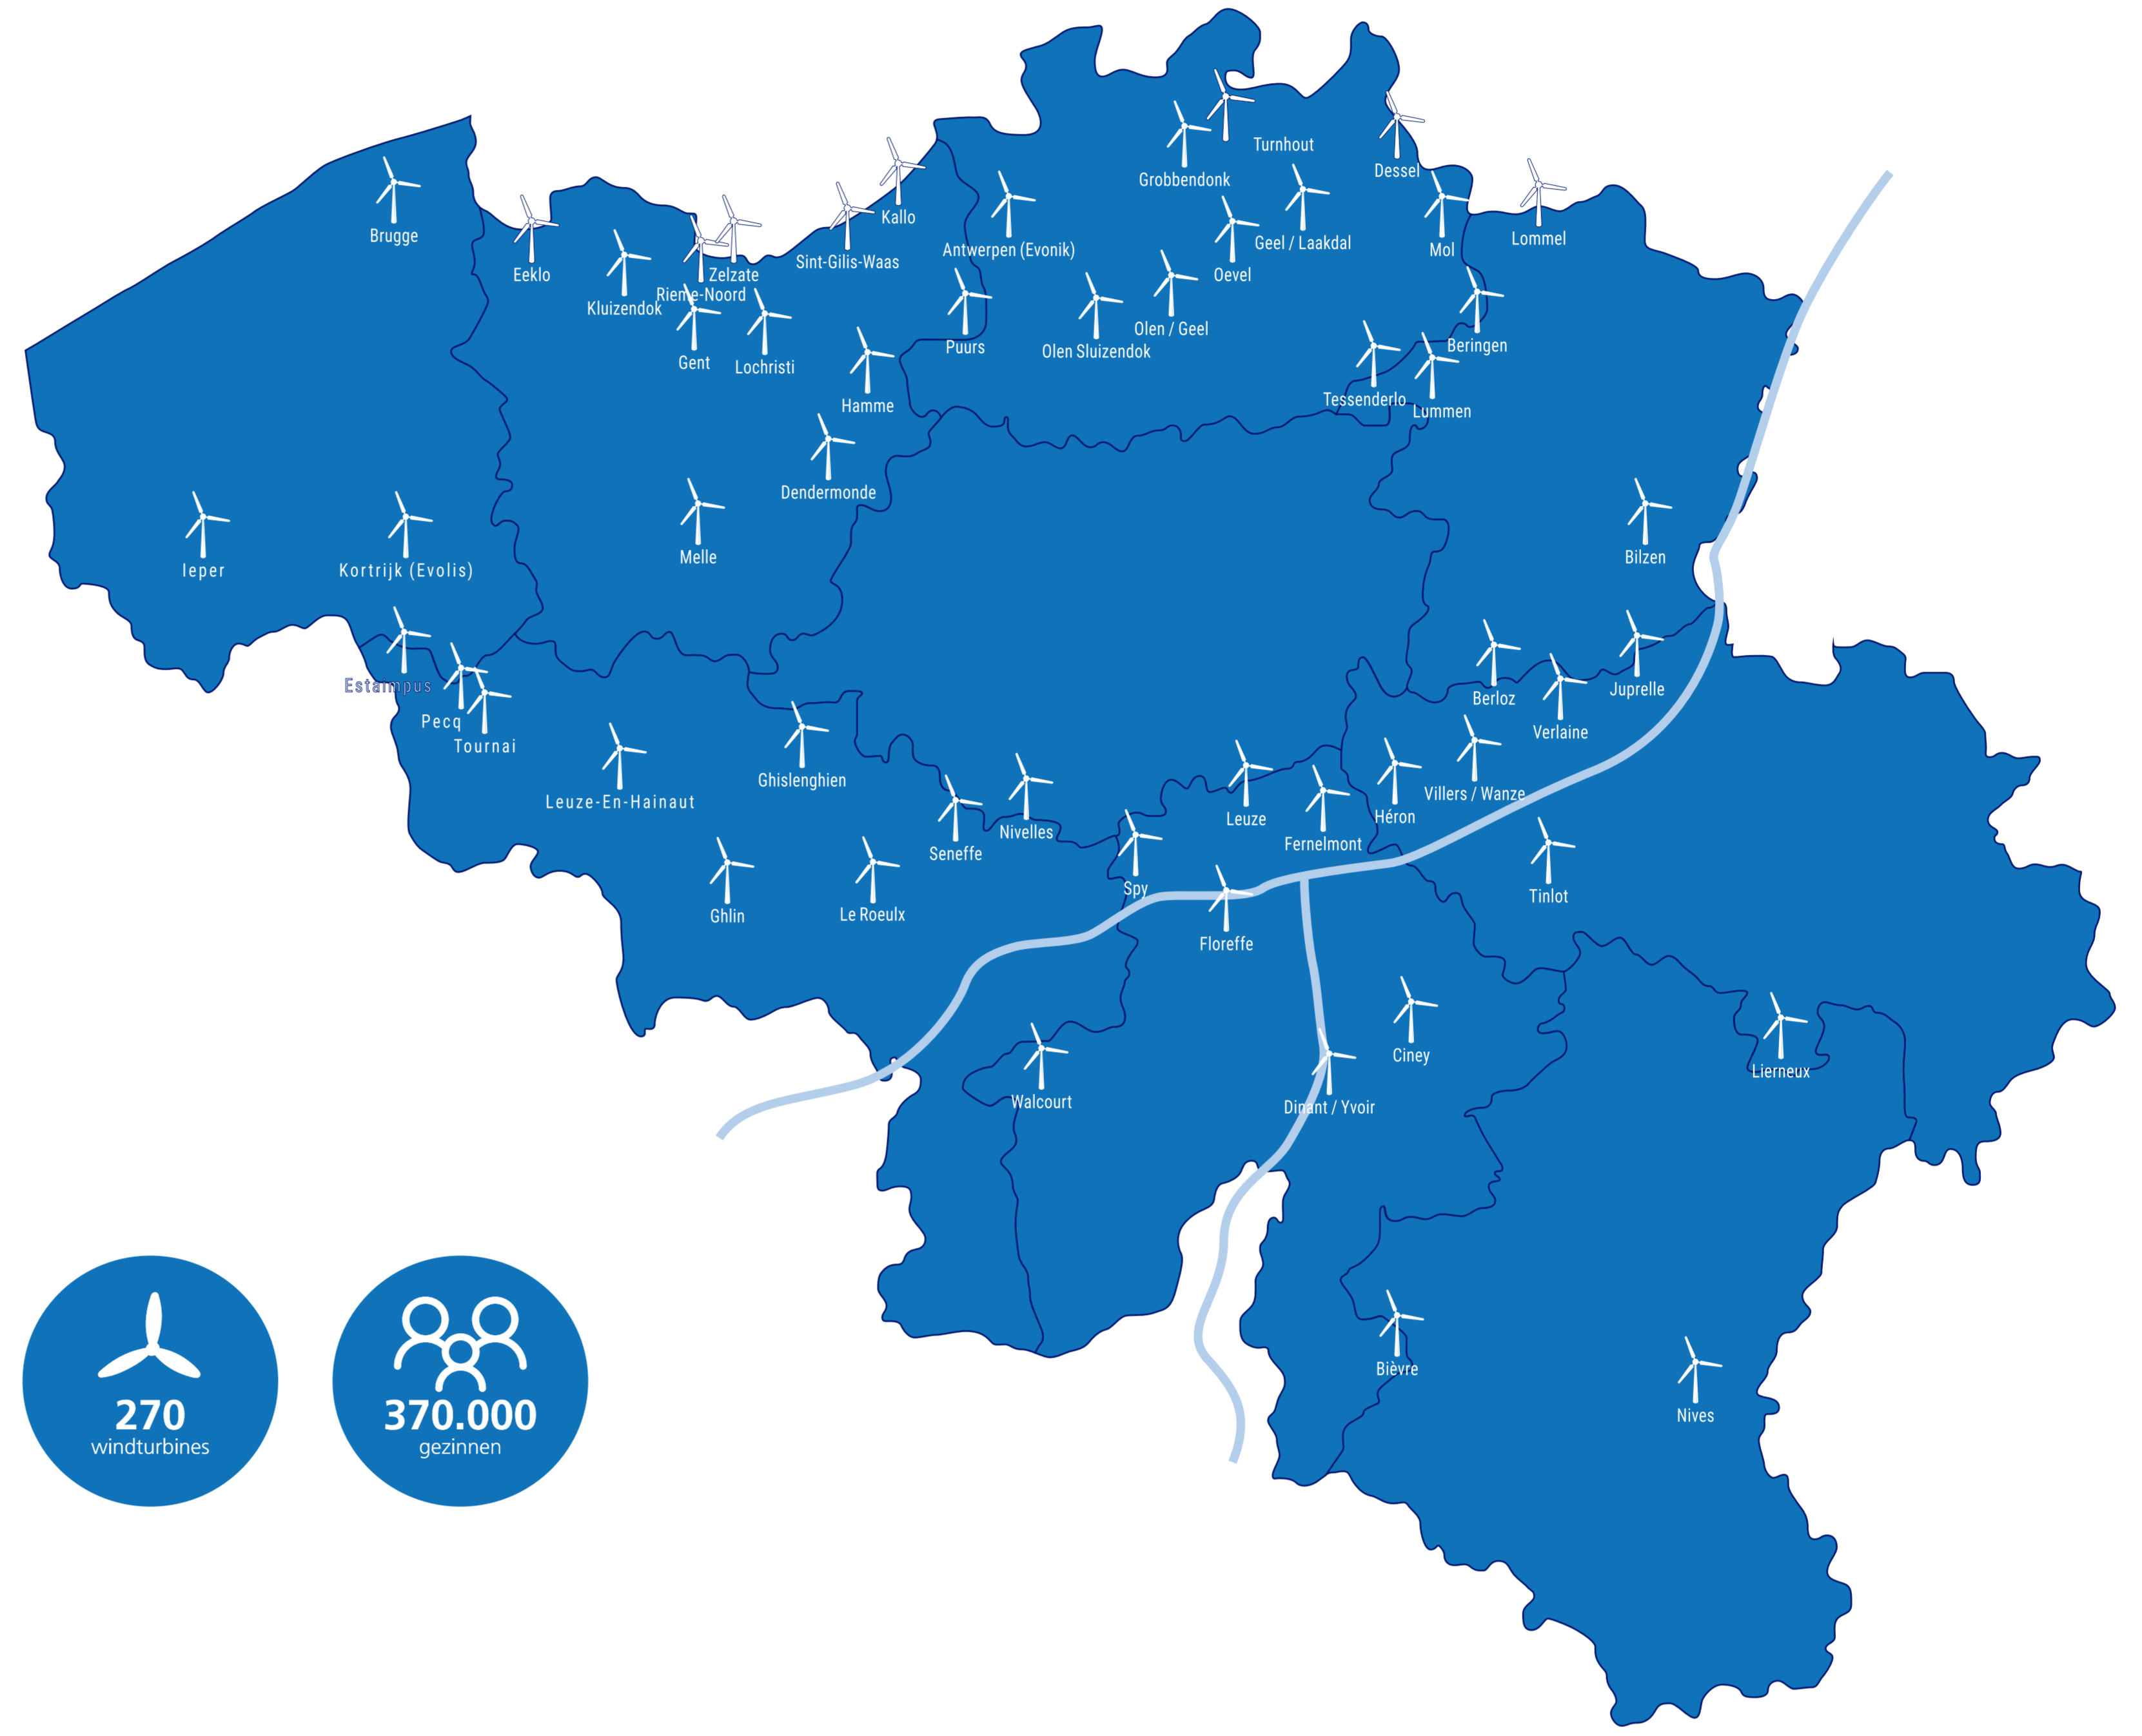 Turnhout
Dessel
Grobbendonk
Brugge
Kallo
Lommel
Geel / Laakdal
Mol
Antwerpen (Evonik)
Sint-Gilis-Waas
Eeklo
Zelzate
Oevel
Rieme-Noord
Kluizendok
Olen / Geel
Beringen
Puurs
Olen Sluizendok
Gent
Lochristi
Tessenderlo
Hamme
Lummen
Dendermonde
Melle
Bilzen
Ieper
Kortrijk (Evolis)
Estaimpus
Juprelle
Berloz
Pecq
Verlaine
Tournai
Ghislenghien
Villers / Wanze
Leuze-En-Hainaut
Héron
Leuze
Nivelles
Fernelmont
Seneffe
Spy
Tinlot
Le Roeulx
Ghlin
Floreffe
Ciney
Lierneux
Walcourt
Dinant / Yvoir
Bièvre
Nives
270
windturbines
370.000
gezinnen